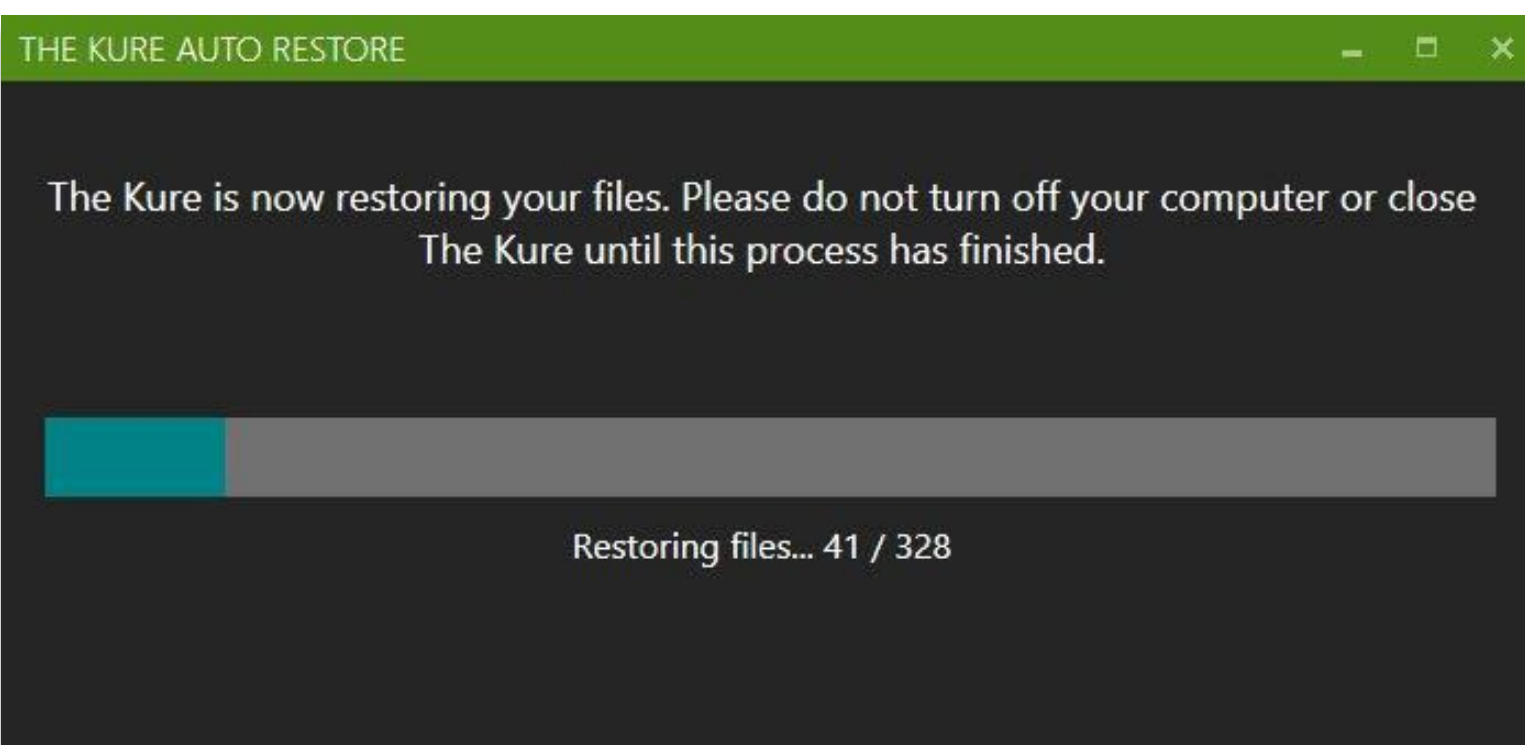 THE KURE AUTO RESTORE
The Kure is now restoring your files. Please do not turn off your computer or close
The Kure until this process has finished.
Restoring files... 41 / 328